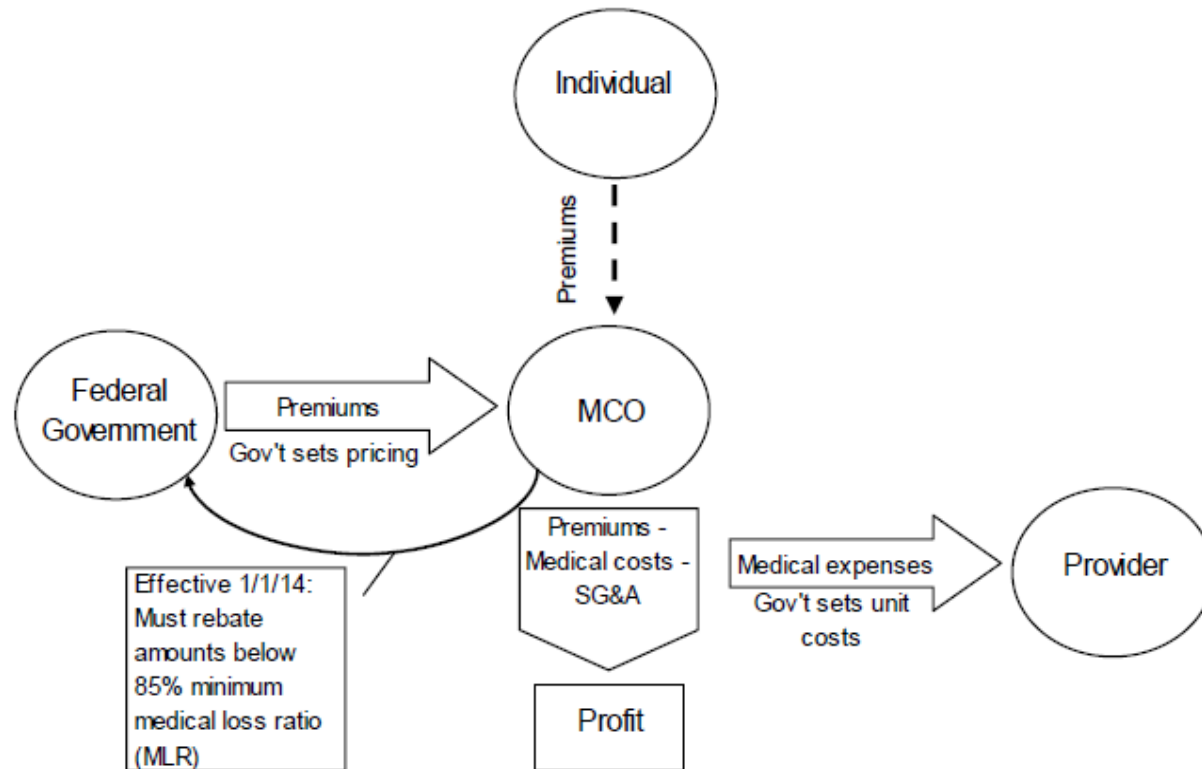 Individual
Premiums
Federal
Government
Premiums
Gov't sets pricing
MCO
Premiums -
Medical costs -
SG&A
Medical expenses
Gov't sets unit
costs
Provider
Effective 1/1/14:
Must rebate
amounts below
85% minimum
medical loss ratio
(MLR)
Profit